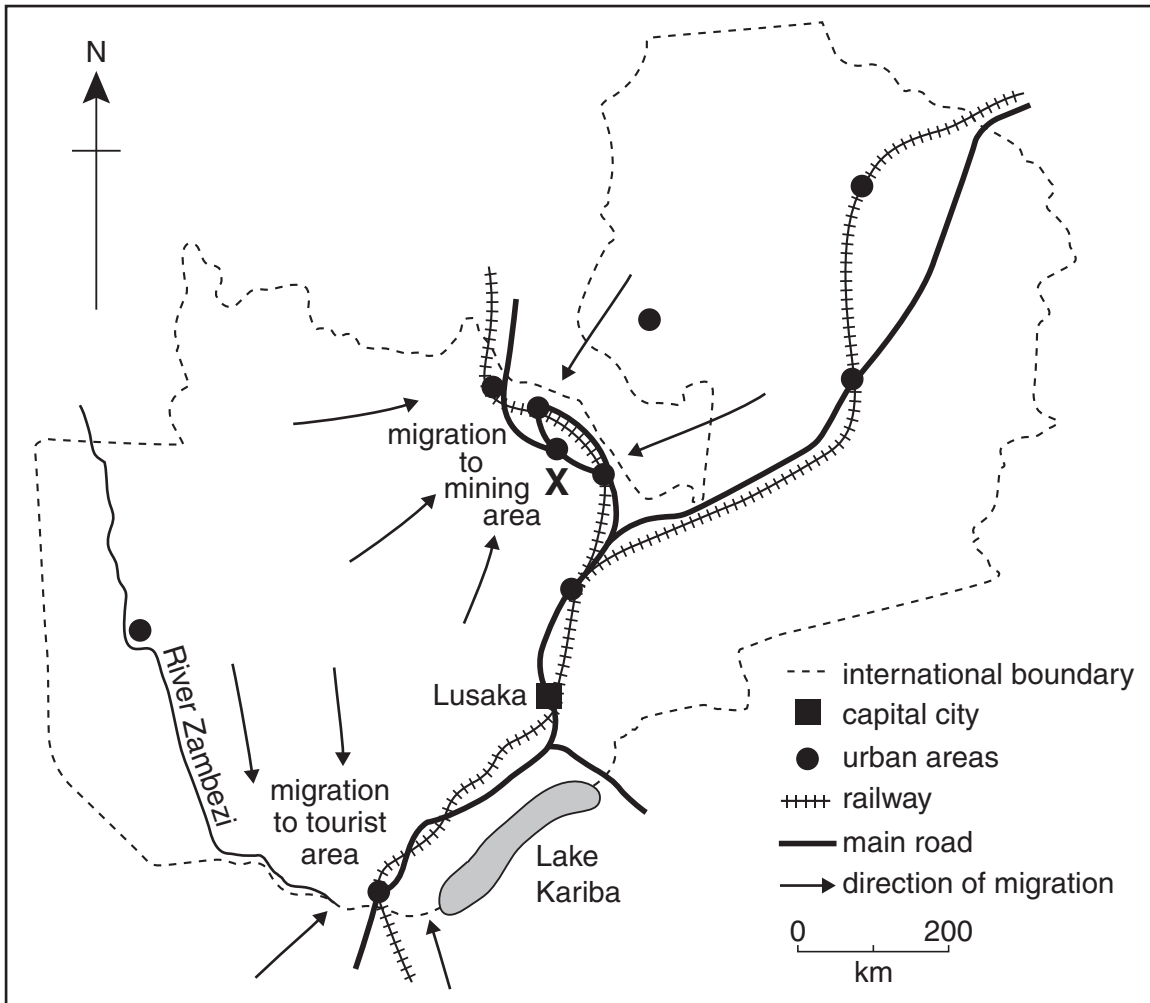 N
migration
to
mining
area
X
River Zambezi
Lusaka
migration
to tourist
area
Lake
Kariba
international boundary
capital city
urban areas
railway
main road
direction of migration
0 200
km